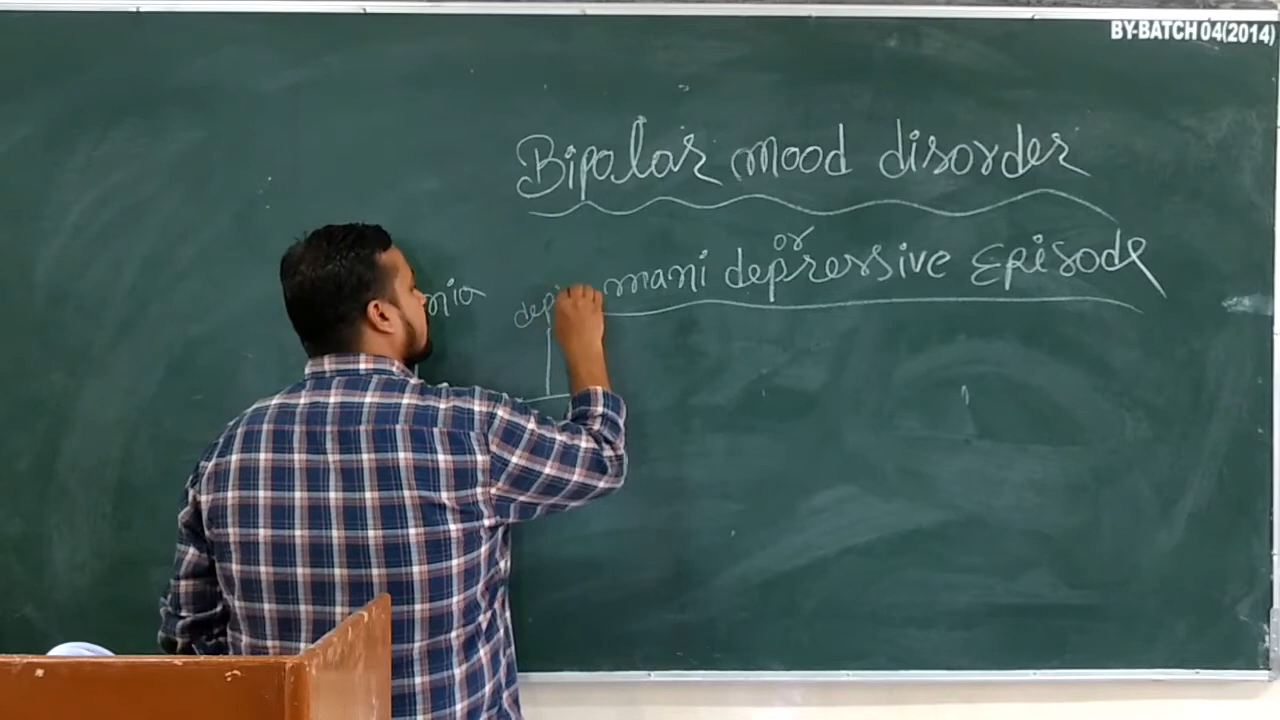 BY-BATCH 04(2014)
Bipolar mood disorder
or
mani depressive Episode